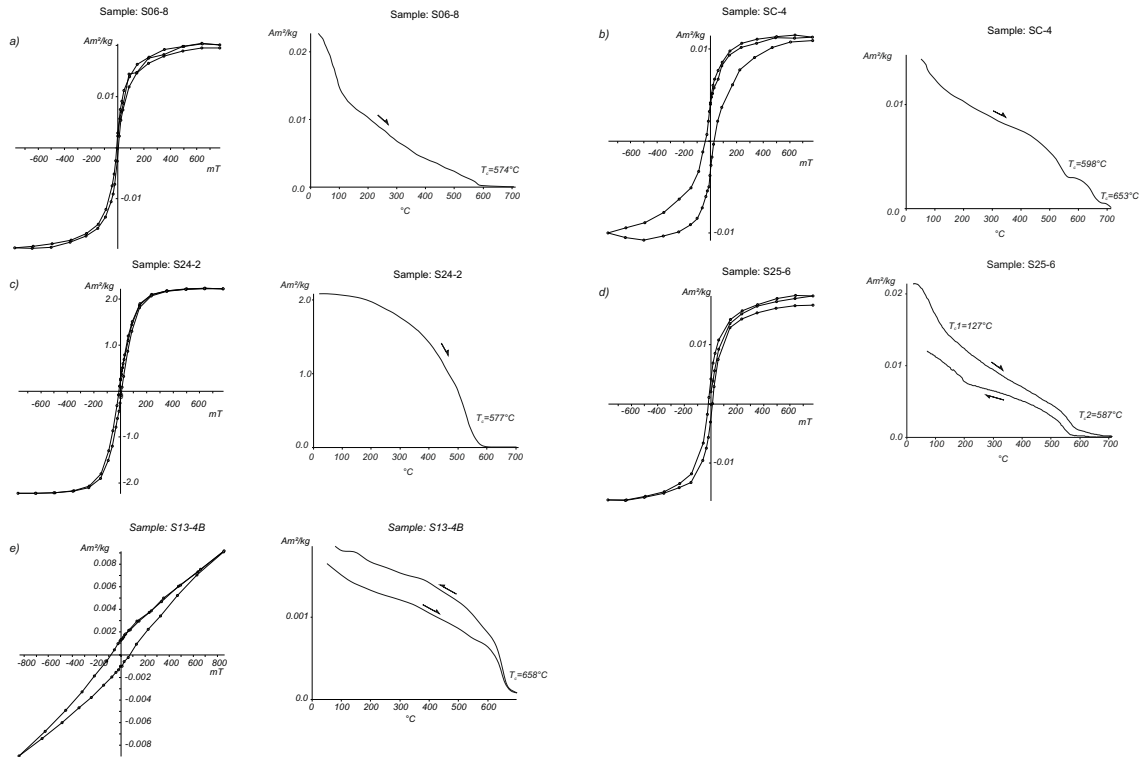 Sample: S06-8
a)
Am²/kg
0.01
-600 -400 -200 200 400 600
mT
-0.01
Sample: S06-8
Am²/kg
0.02
0.01
0.0
Tc=574°C
0 100 200 300 400 500 600 700
°C
Sample: SC-4
b)
Am²/kg
0.01
-600 -400 -200 200 400 600
mT
-0.01
Sample: SC-4
Am²/kg
0.01
0.0
Tc=598°C
Tc=653°C
0 100 200 300 400 500 600 700
°C
Sample: S24-2
c)
Am²/kg
2.0
1.0
-600 -400 -200 200 400 600
mT
-1.0
-2.0
Sample: S24-2
Am²/kg
2.0
1.0
0.0
Tc=577°C
0 100 200 300 400 500 600 700
°C
Sample: S25-6
d)
Am²/kg
0.01
-600 -400 -200 200 400 600
mT
-0.01
Sample: S25-6
Am²/kg
0.02
0.01
0.0
Tc1=127°C
Tc2=587°C
0 100 200 300 400 500 600 700
°C
Sample: S13-4B
e)
Am²/kg
0.008
0.006
0.004
0.002
-800 -600 -400 -200 200 400 600 800
mT
-0.002
-0.004
-0.006
-0.008
Sample: S13-4B
Am²/kg
0.001
0.0
Tc=658°C
0 100 200 300 400 500 600
°C